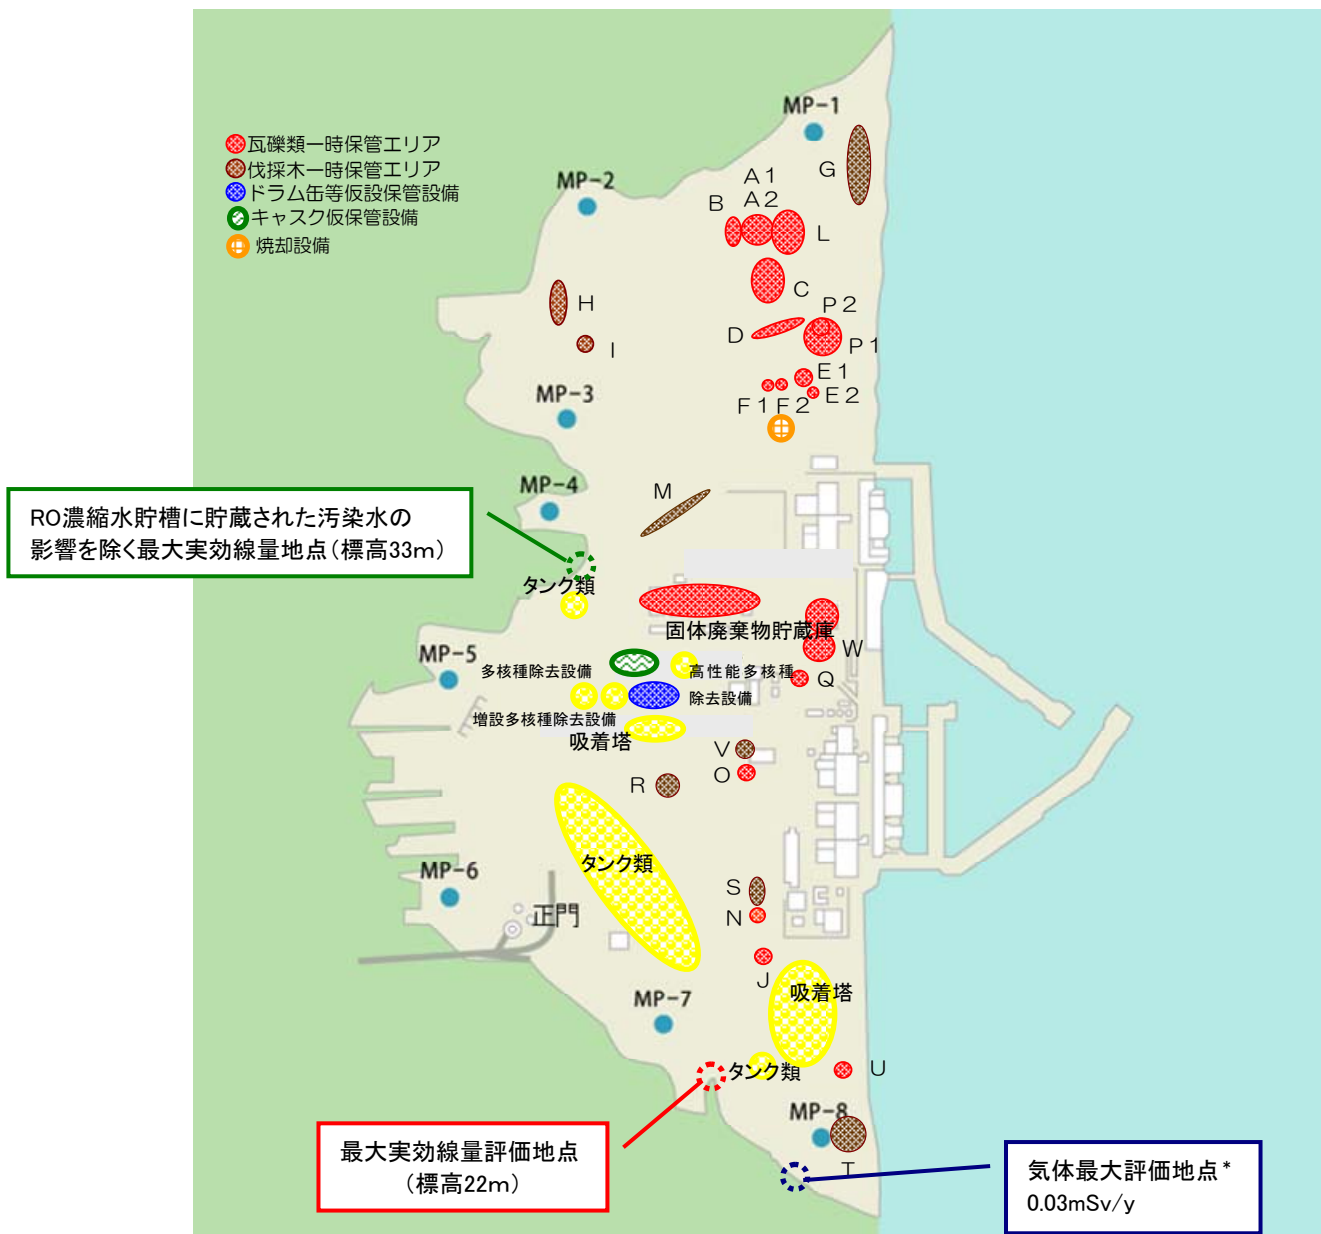 MP-1
瓦礫類一時保管エリア
伐採木一時保管エリア
ドラム缶等仮設保管設備
キャスク仮保管設備
焼却設備
MP-2
A1
A2
B
L
G
C
H
I
D
P2
P1
E1
E2
F1
F2
MP-3
MP-4
M
RO濃縮水貯槽に貯蔵された汚染水の
影響を除く最大実効線量地点(標高33m)
タンク類
固体廃棄物貯蔵庫
W
MP-5
多核種除去設備
高性能多核種
除去設備
Q
増設多核種除去設備
吸着塔
V
O
R
タンク類
MP-6
正門
S
N
J
吸着塔
MP-7
タンク類
U
MP-8
T
最大実効線量評価地点
(標高22m)
気体最大評価地点*
0.03mSv/y